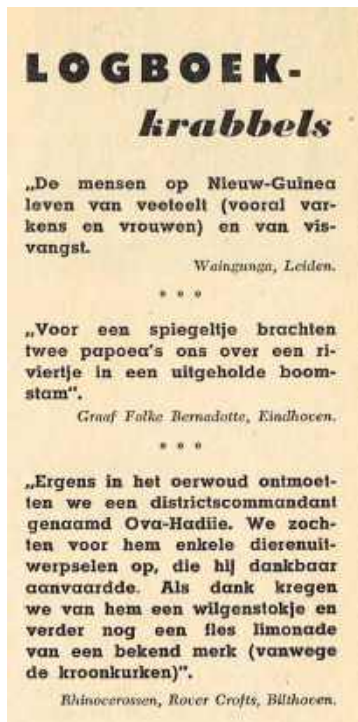 LOGBOEK-
krabbels
„De mensen op Nieuw-Guinea
leven van veeteelt (vooral var-
kens en vrouwen) en van vis-
vangst.
Waingunga, Leiden.
* * *
„Voor een spiegeltje brachten
twee papoea's ons over een ri-
viertje in een uitgeholde boom-
stam”.
Graaf Folke Bernadotte, Eindhoven.
* * *
„Ergens in het oerwoud ontmoet-
ten we een districtscommandant
genaamd Ova-Hadiie. We zoch-
ten voor hem enkele dierenuit-
werpselen op, die hij dankbaar
aanvaardde. Als dank kregen
we van hem een wilgenstokje en
verder nog een fles limonade
van een bekend merk (vanwege
de kroonkurken)”.
Rhinocerossen, Rover Crofts, Bilthoven.